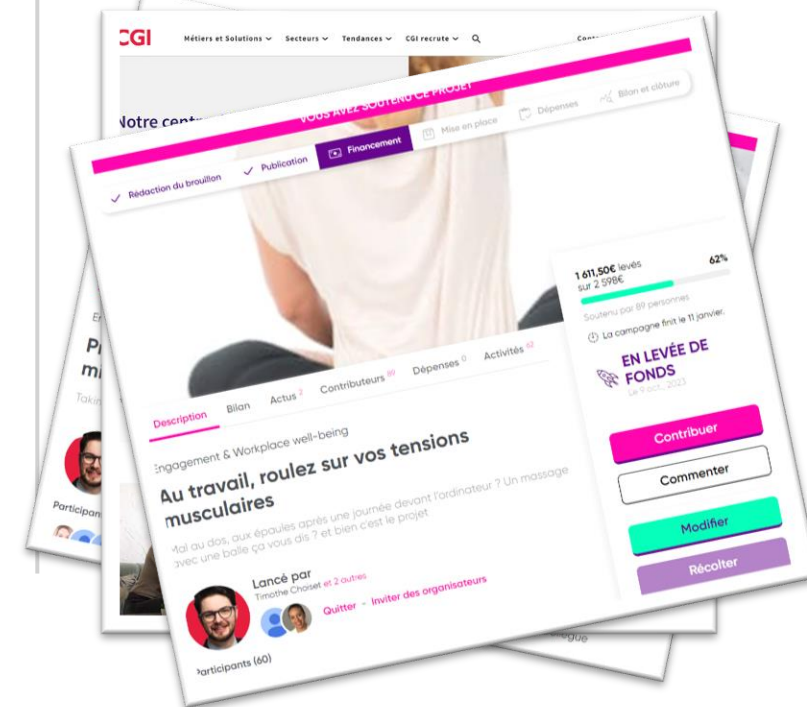 CGI
Métiers et Solutions
Secteurs
Tendances
CGI recrute
Notre
VOUS AVEZ SOUTENU CE PROJET
Rédaction du brouillon
Publication
Financement
Mise en place
Dépenses
Bilan et clôture
1 611,50€ levés
62%
sur 2 598€
Soutenu par 89 personnes
La campagne finit le 11 janvier.
EN LEVÉE DE
FONDS
Le 9 oct., 2023
Contribuer
Commenter
Modifier
Récolter
Description
Bilan
Actus 2
Contributeurs 89
Dépenses 0
Activités 62
Engagement & Workplace well-being
Au travail, roulez sur vos tensions
musculaires
Mal au dos, aux épaules après une journée devant l'ordinateur ? Un massage
avec une balle ça vous dis ? et bien c'est le projet
Lancé par
Timothe Choiset et 2 autres
Quitter - Inviter des organisateurs
Participants (60)